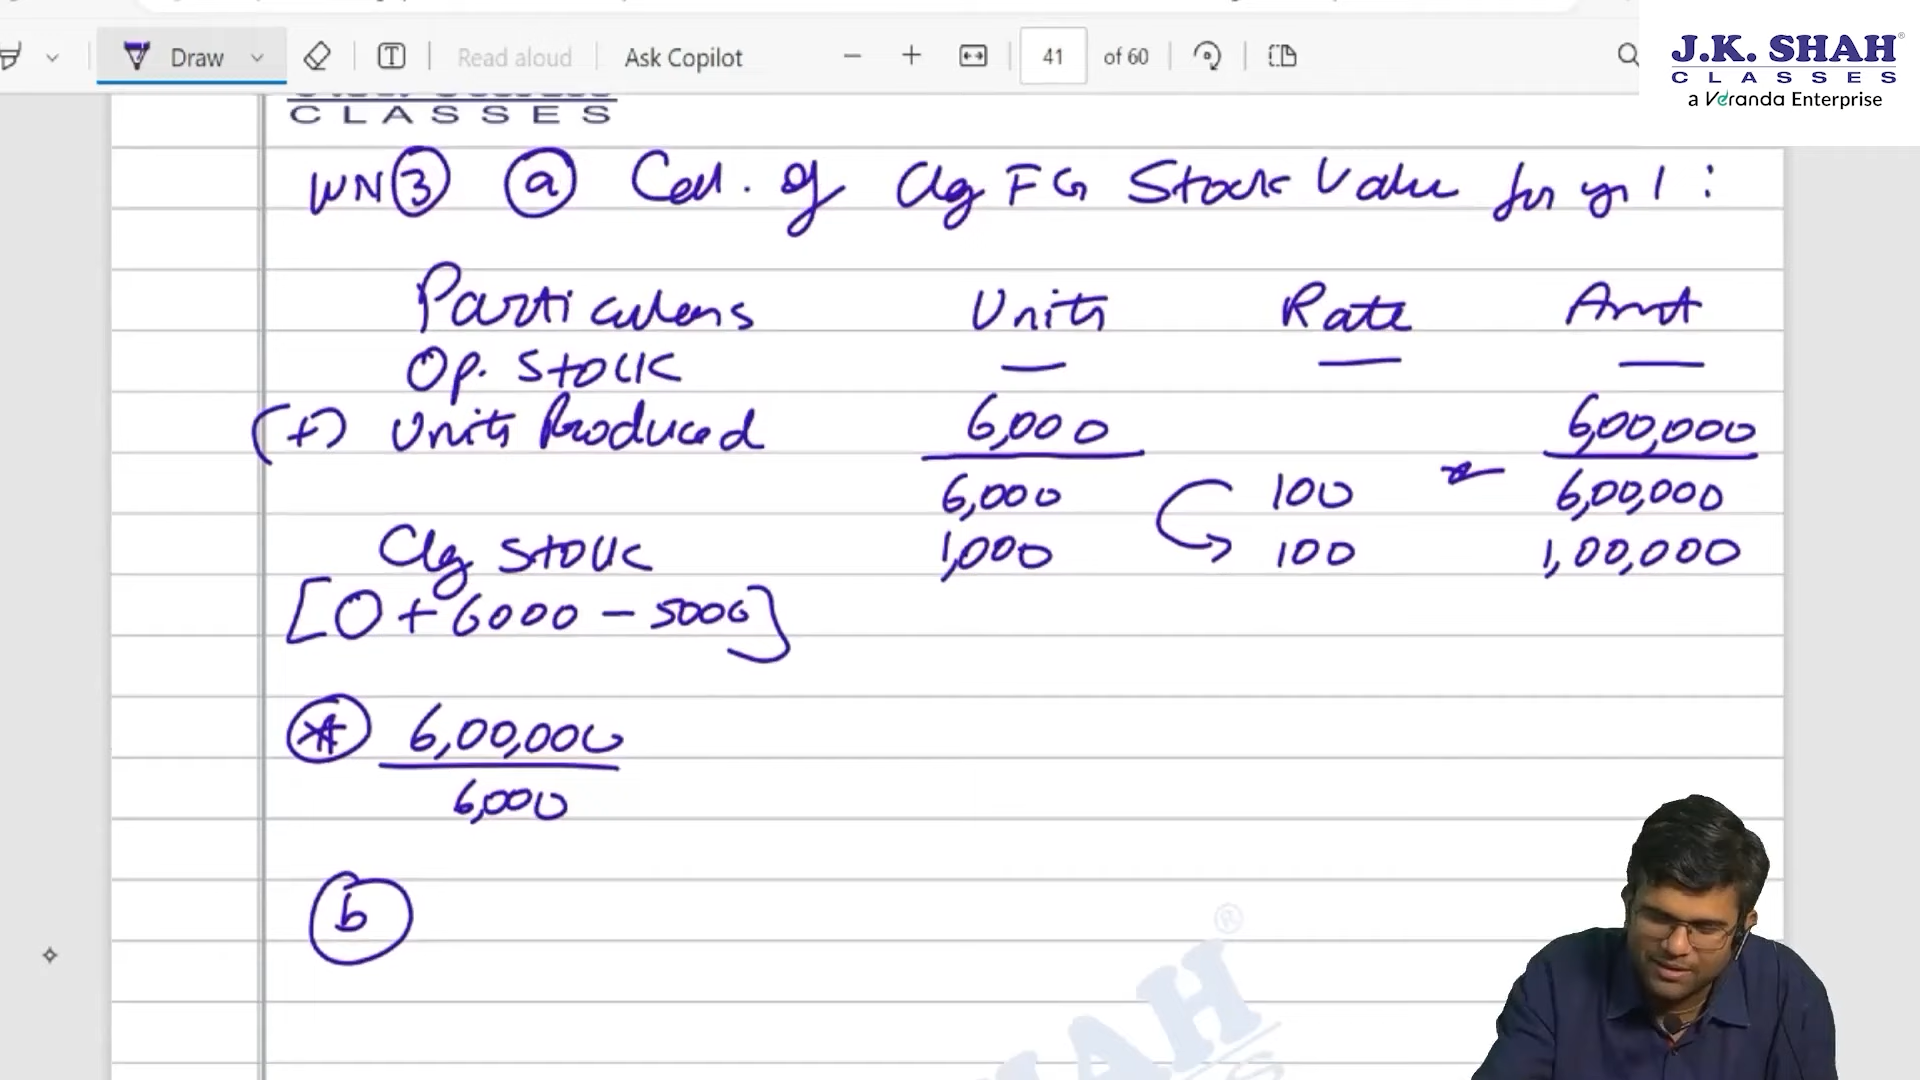 Draw
Read aloud
Ask Copilot
41 of 60
J.K. SHAH®
CLASSES
a Veranda Enterprise
CLASSES
WN 3 a Cal. of Clg FG Stock Value for yr 1 :
Particulars Units Rate Amt
Op. Stock — — —
(+) Units Produced 6,000 6,00,000
6,000 100 * 6,00,000
Clg Stock 1,000 100 1,00,000
[0 + 6000 - 5000]
* 6,00,000
6,000
b
®
HAH